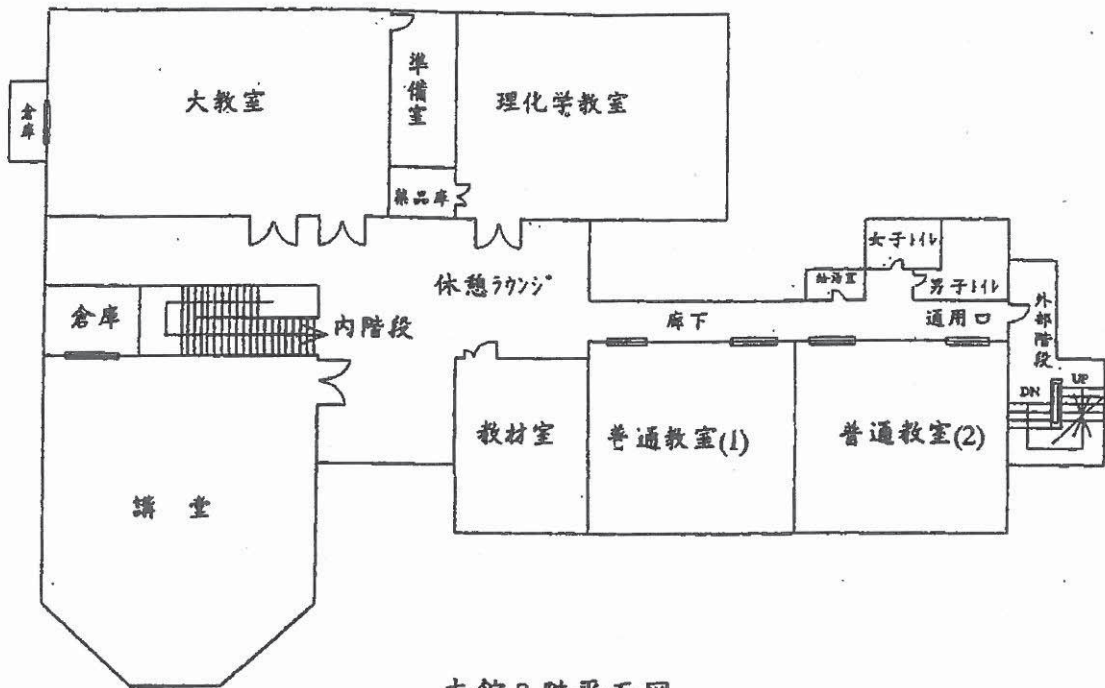 大教室
準備室
理化学教室
倉庫
薬品庫
女子トイレ
休憩ラウンジ
給湯室
男子トイレ
倉庫
内階段
廊下
通用口
外部階段
DN
UP
教材室
普通教室(1)
普通教室(2)
講堂